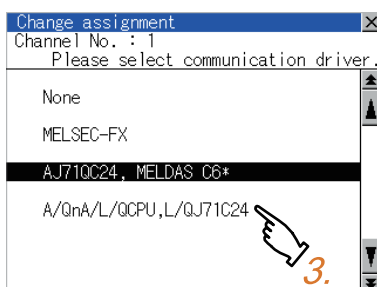 Change assignment
Channel No. : 1
Please select communication driver.
None
MELSEC-FX
AJ71QC24, MELDAS C6*
A/QnA/L/QCPU,L/QJ71C24
3.